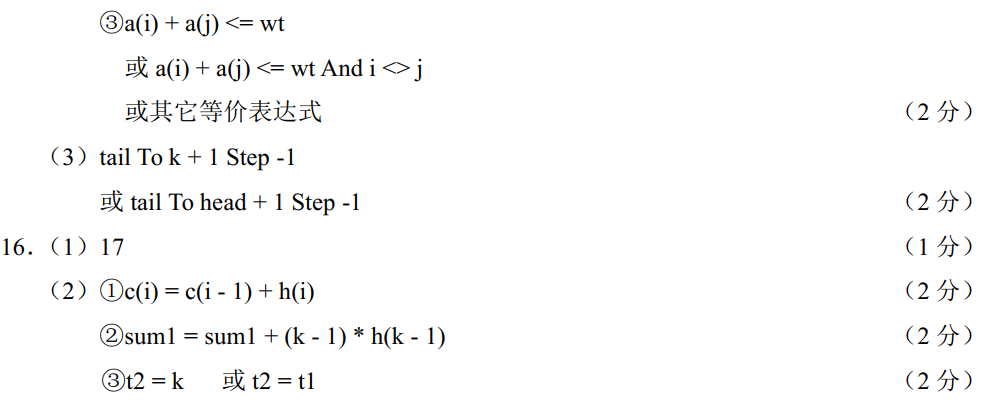 ③a(i) + a(j) <= wt
或 a(i) + a(j) <= wt And i <> j
或其它等价表达式 （2 分）
（3）tail To k + 1 Step -1
或 tail To head + 1 Step -1 （2 分）
16.（1）17 （1 分）
（2）①c(i) = c(i - 1) + h(i) （2 分）
②sum1 = sum1 + (k - 1) * h(k - 1) （2 分）
③t2 = k 或 t2 = t1 （2 分）